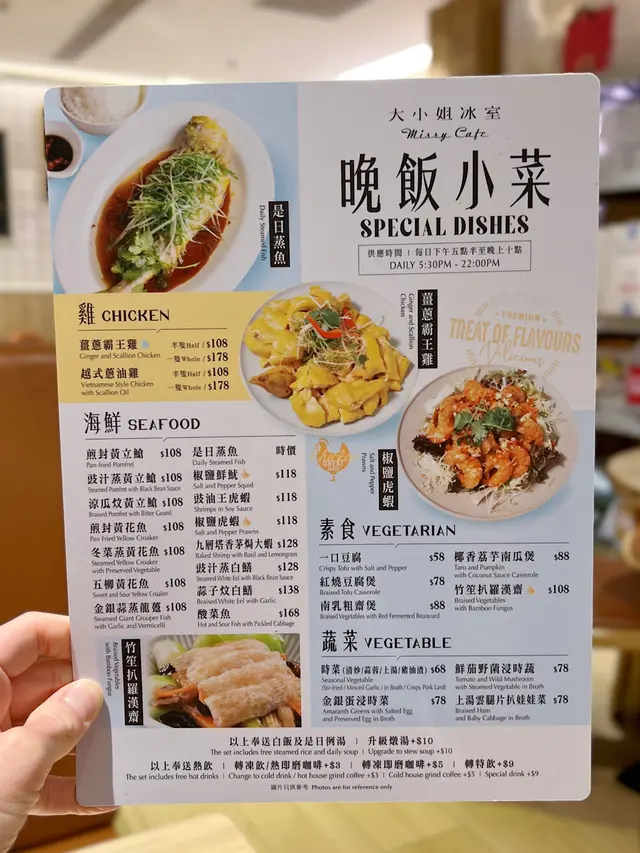 大小姐冰室
Missy Cafe
晚飯小菜
SPECIAL DISHES
供應時間 | 每日下午五點半至晚上十點
DAILY 5:30PM - 22:00PM
是日蒸魚
Daily Steamed Fish
雞 CHICKEN
薑蔥霸王雞 半隻Half / $108
Ginger and Scallion Chicken 一隻Whole / $178
越式蔥油雞 半隻Half / $108
Vietnamese Style Chicken with Scallion Oil 一隻Whole / $178
薑蔥霸王雞
Ginger and Scallion Chicken
PREMIUM
TREAT OF FLAVOURS
Delicious
椒鹽虎蝦
Salt and Pepper Prawns
海鮮 SEAFOOD
煎封黃立鯧 $108
Pan-fried Pomfret
豉汁蒸黃立鯧 $108
Steamed Pomfret with Black Bean Sauce
涼瓜炆黃立鯧 $108
Braised Pomfret with Bitter Gourd
煎封黃花魚 $108
Pan Fried Yellow Croaker
冬菜蒸黃花魚 $108
Steamed Yellow Croaker
with Preserved Vegetable
五柳黃花魚 $108
Sweet and Sour Yellow Croaker
金銀蒜蒸龍躉 $108
Steamed Giant Grouper Fish
with Garlic and Vermicelli
是日蒸魚 時價
Daily Steamed Fish
椒鹽鮮魷 $118
Salt and Pepper Squid
豉油王虎蝦 $118
Shrimps in Soy Sauce
椒鹽虎蝦 $118
Salt and Pepper Prawns
九層塔香茅焗大蝦 $128
Baked Shrimp with Basil and Lemongrass
豉汁蒸白鱔 $128
Steamed White Eel with Black Bean Sauce
蒜子炆白鱔 $138
Braised White Eel with Garlic
酸菜魚 $168
Hot and Sour Fish with Pickled Cabbage
素食 VEGETARIAN
一口豆腐 $58
Crispy Tofu with Salt and Pepper
紅燒豆腐煲 $78
Braised Tofu Casserole
南乳粗齋煲 $88
Braised Vegetables with Red Fermented Beancurd
椰香荔芋南瓜煲 $88
Taro and Pumpkin
with Coconut Sauce Casserole
竹笙扒羅漢齋 $108
Braised Vegetables
with Bamboo Fungus
蔬菜 VEGETABLE
時菜(清炒/蒜蓉/上湯/豬油渣) $68
Seasonal Vegetable
(Stir-fried / Minced Garlic / in Broth / Crispy Pork Lard)
金銀蛋浸時菜 $78
Amaranth Greens with Salted Egg
and Preserved Egg in Broth
鮮茄野菌浸時蔬 $78
Tomato and Wild Mushroom
with Steamed Vegetable in Broth
上湯雲腿片扒娃娃菜 $78
Braised Ham
and Baby Cabbage in Broth
竹笙扒羅漢齋
Braised Vegetables
with Bamboo Fungus
以上奉送白飯及是日例湯 | 升級燉湯+$10
The set includes free steamed rice and daily soup | Upgrade to stew soup +$10
以上奉送熱飲 | 轉凍飲/熱即磨咖啡+$3 | 轉凍即磨咖啡+$5 | 轉特飲+$9
The set includes free hot drinks | Change to cold drink / hot house grind coffee +$3 | Cold house grind coffee +$5 | Special drink +$9
圖片只供參考 Photos are for reference only